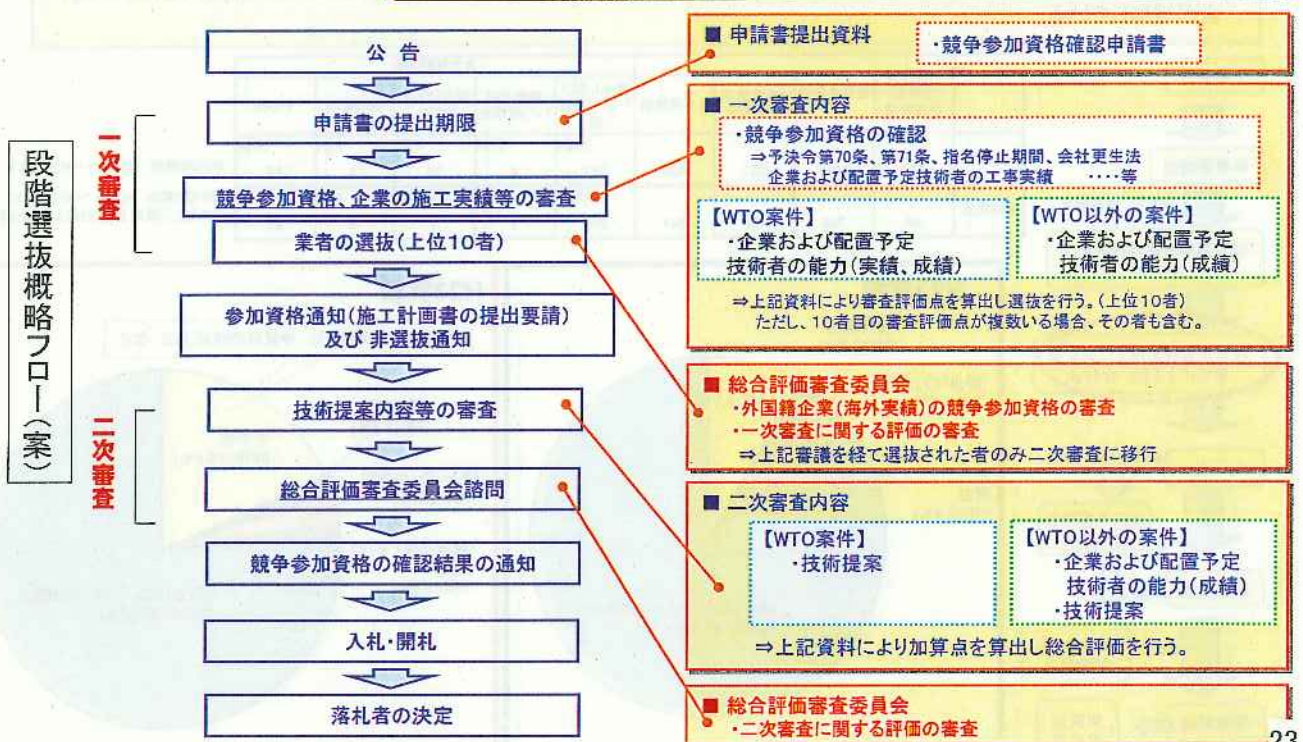 段階選抜概略フロー(案)
一次審査
二次審査
公 告
申請書の提出期限
競争参加資格、企業の施工実績等の審査
業者の選抜(上位10者)
参加資格通知(施工計画書の提出要請)
及び 非選抜通知
技術提案内容等の審査
総合評価審査委員会諮問
競争参加資格の確認結果の通知
入札・開札
落札者の決定
■ 申請書提出資料
・競争参加資格確認申請書
■ 一次審査内容
・競争参加資格の確認
⇒予決令第70条、第71条、指名停止期間、会社更生法
企業および配置予定技術者の工事実績 ‥‥等
【WTO案件】
・企業および配置予定
技術者の能力(実績、成績)
【WTO以外の案件】
・企業および配置予定
技術者の能力(成績)
⇒上記資料により審査評価点を算出し選抜を行う。(上位10者)
ただし、10者目の審査評価点が複数いる場合、その者も含む。
■ 総合評価審査委員会
・外国籍企業(海外実績)の競争参加資格の審査
・一次審査に関する評価の審査
⇒上記審議を経て選抜された者のみ二次審査に移行
■ 二次審査内容
【WTO案件】
・技術提案
【WTO以外の案件】
・企業および配置予定
技術者の能力(成績)
・技術提案
⇒上記資料により加算点を算出し総合評価を行う。
■ 総合評価審査委員会
・二次審査に関する評価の審査
23